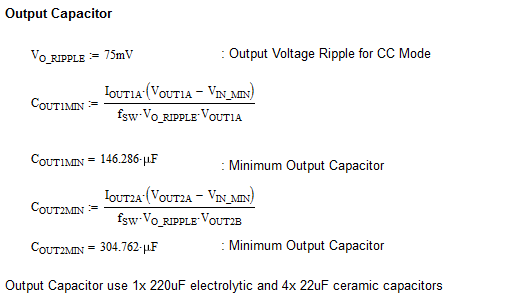 Output Capacitor
V_O_RIPPLE := 75mV : Output Voltage Ripple for CC Mode
C_OUT1MIN := I_OUT1A·(V_OUT1A − V_IN_MIN) / f_SW·V_O_RIPPLE·V_OUT1A
C_OUT1MIN = 146.286·μF : Minimum Output Capacitor
C_OUT2MIN := I_OUT2A·(V_OUT2A − V_IN_MIN) / f_SW·V_O_RIPPLE·V_OUT2B
C_OUT2MIN = 304.762·μF : Minimum Output Capacitor
Output Capacitor use 1x 220uF electrolytic and 4x 22uF ceramic capacitors